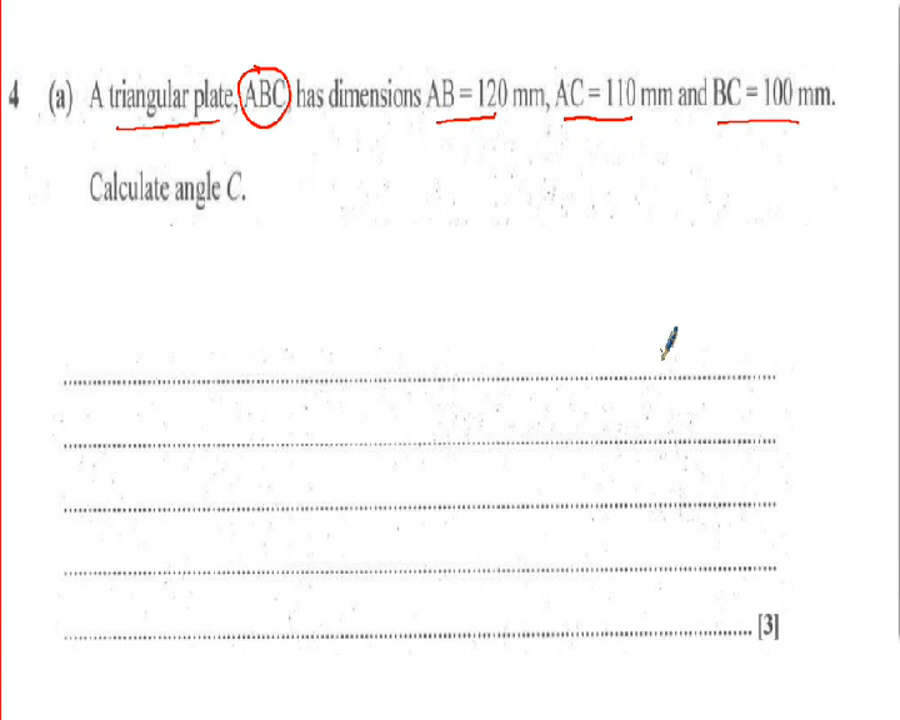 4 (a) A triangular plate, ABC, has dimensions AB = 120 mm, AC = 110 mm and BC = 100 mm.
Calculate angle C.
[3]